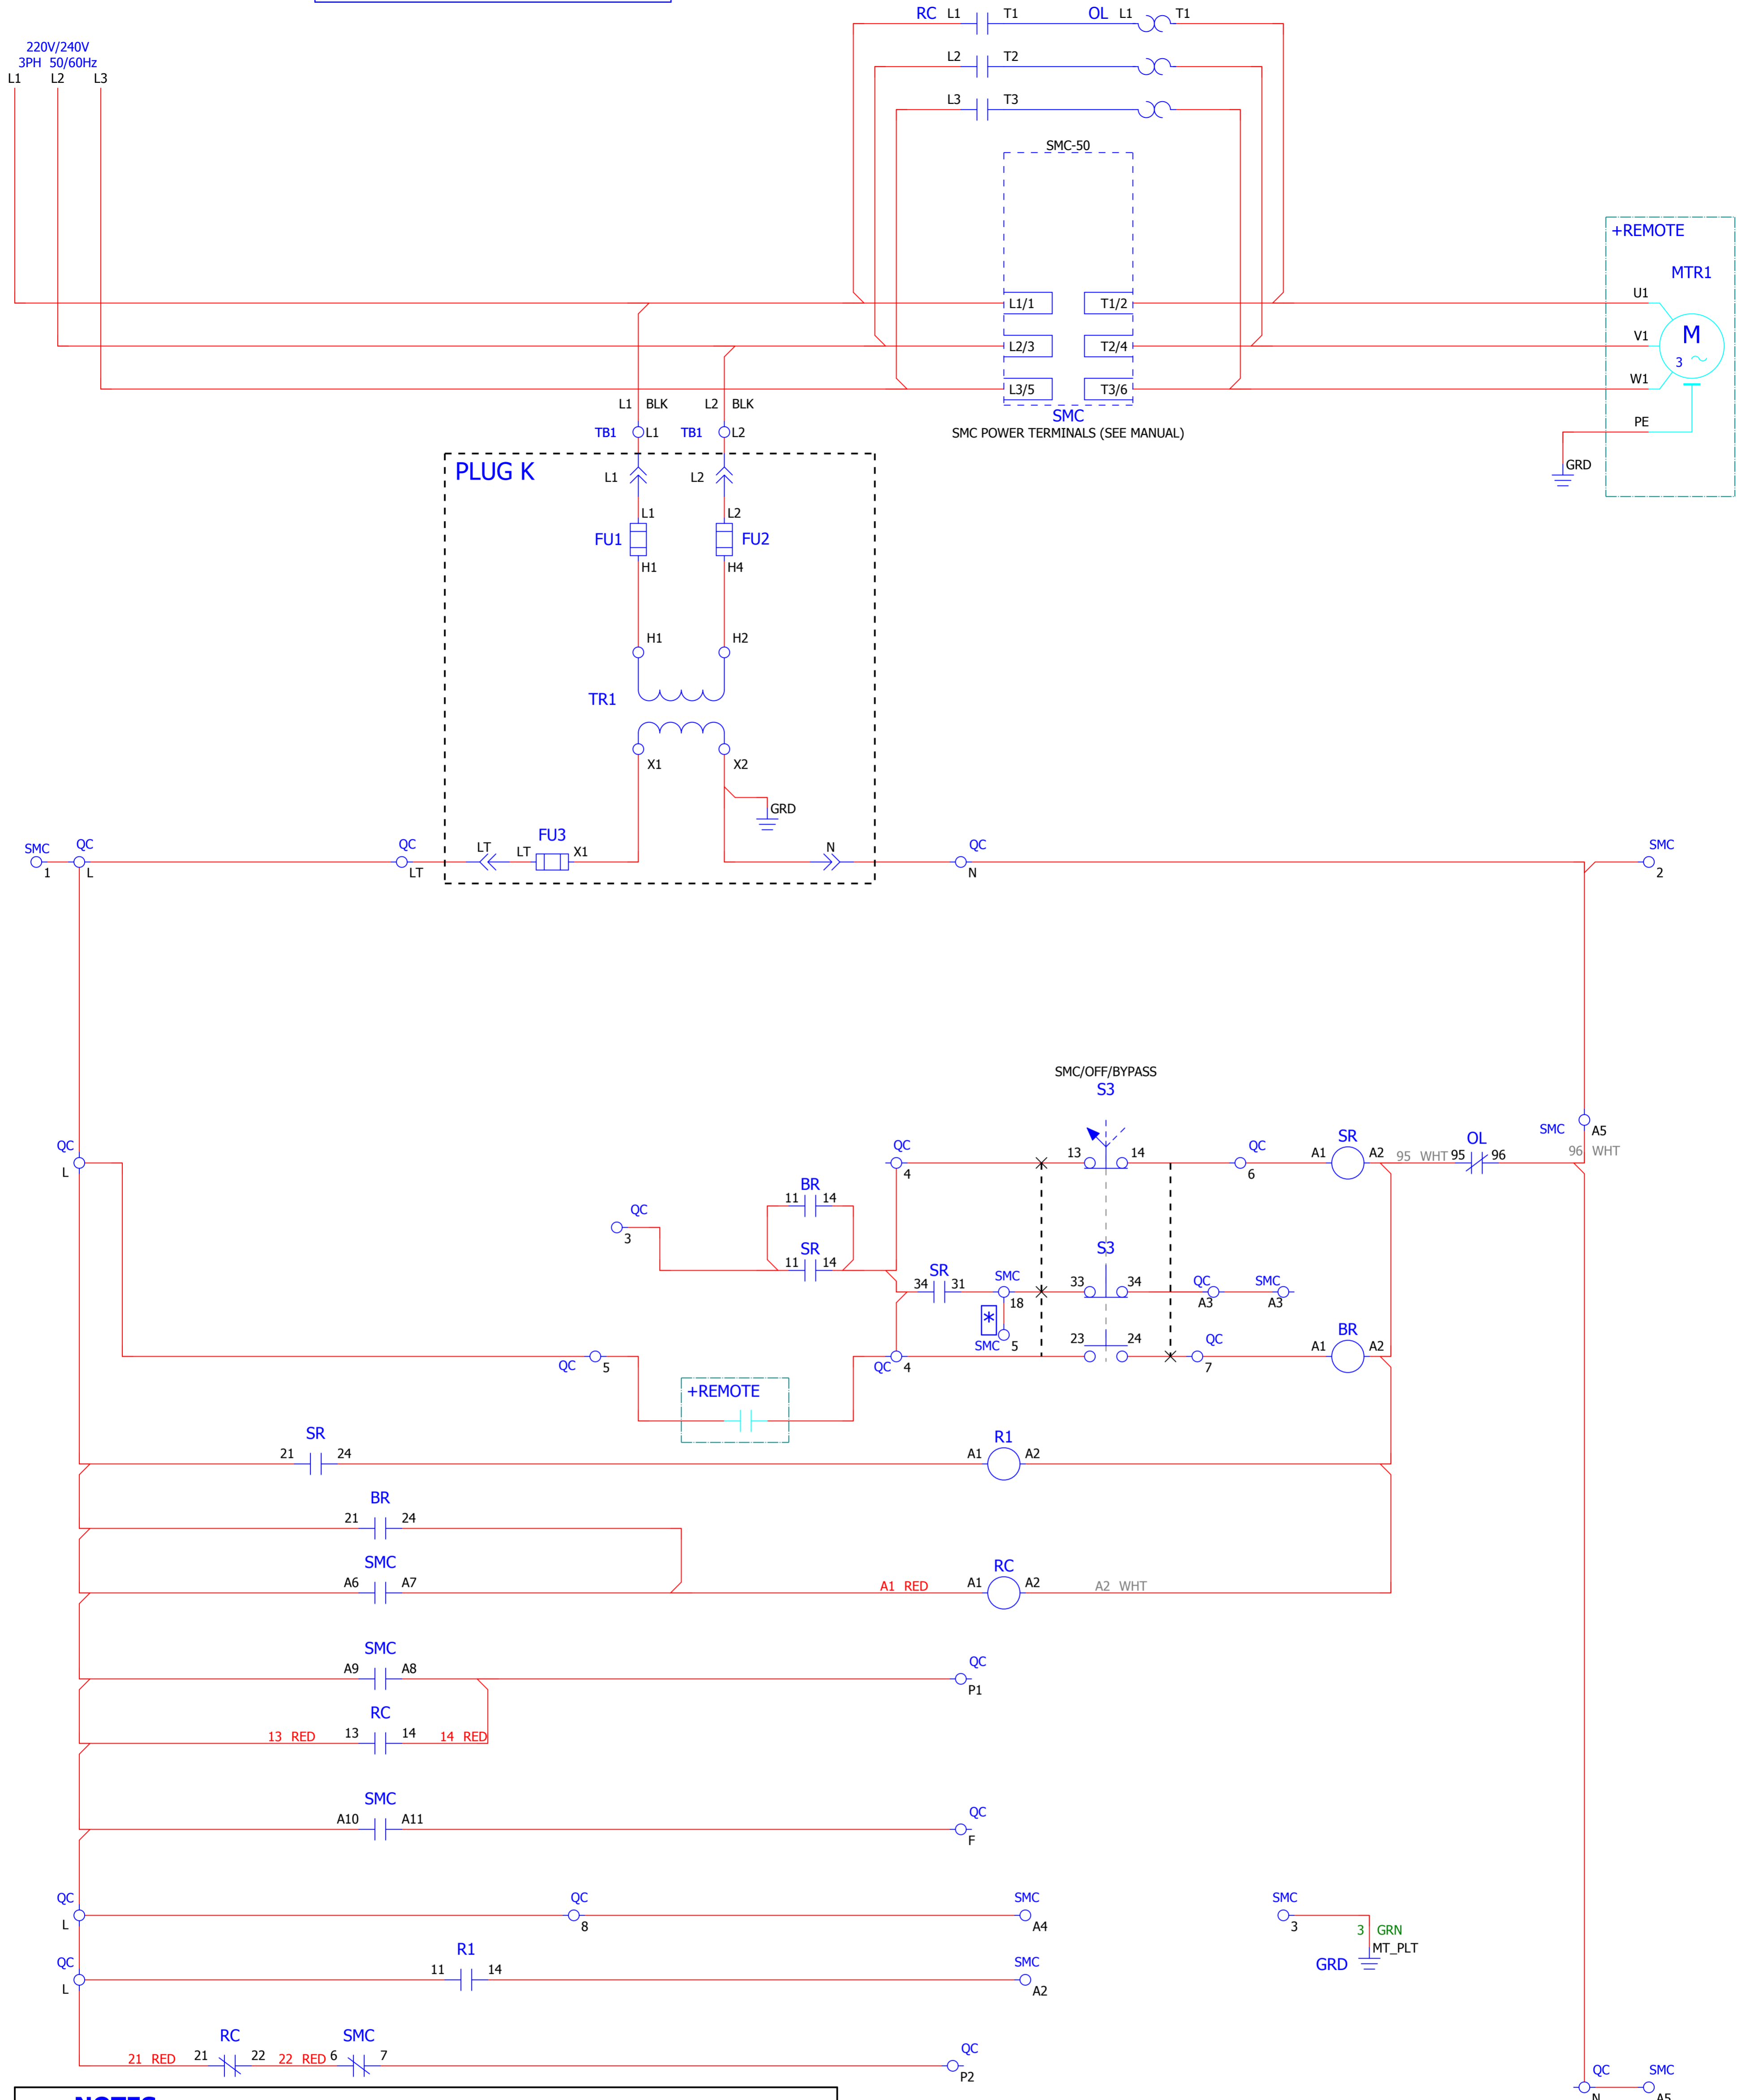 RC L1 T1 OL L1 T1
220V/240V
3PH 50/60Hz
L1 L2 L3
L2 T2
L3 T3
SMC-50
+REMOTE
MTR1
L1/1 T1/2 U1
L2/3 T2/4 V1
M
3
L3/5 T3/6 W1
L1 BLK L2 BLK
SMC
SMC POWER TERMINALS (SEE MANUAL)
PE
TB1 L1 TB1 L2
GRD
PLUG K
L1 L2
L1 L2
FU1 FU2
H1 H4
H1 H2
TR1
X1 X2
GRD
SMC QC QC FU3 QC SMC
LT LT X1 N
1 L LT N 2
SMC/OFF/BYPASS
S3
SMC A5
QC QC 13 14 QC SR OL
A1 A2 95 WHT 95 96 96 WHT
L 4 6
BR
11 14
QC
3
SR S3
11 14
SR SMC 33 34 QC SMC
34 31
18 A3 A3
*
SMC 5 23 24 QC BR
A1 A2
QC 5 QC 4 7
+REMOTE
SR R1
21 24 A1 A2
BR
21 24
SMC RC
A6 A7 A1 RED A1 A2 A2 WHT
SMC QC
A9 A8
P1
RC
13 RED 13 14 14 RED
SMC QC
A10 A11
F
QC QC SMC SMC
L 8 A4 3
3 GRN
MT_PLT
GRD
QC R1 SMC
11 14
L A2
RC SMC QC
21 RED 21 22 22 RED 6 7
P2
QC SMC
N A5
NOTES